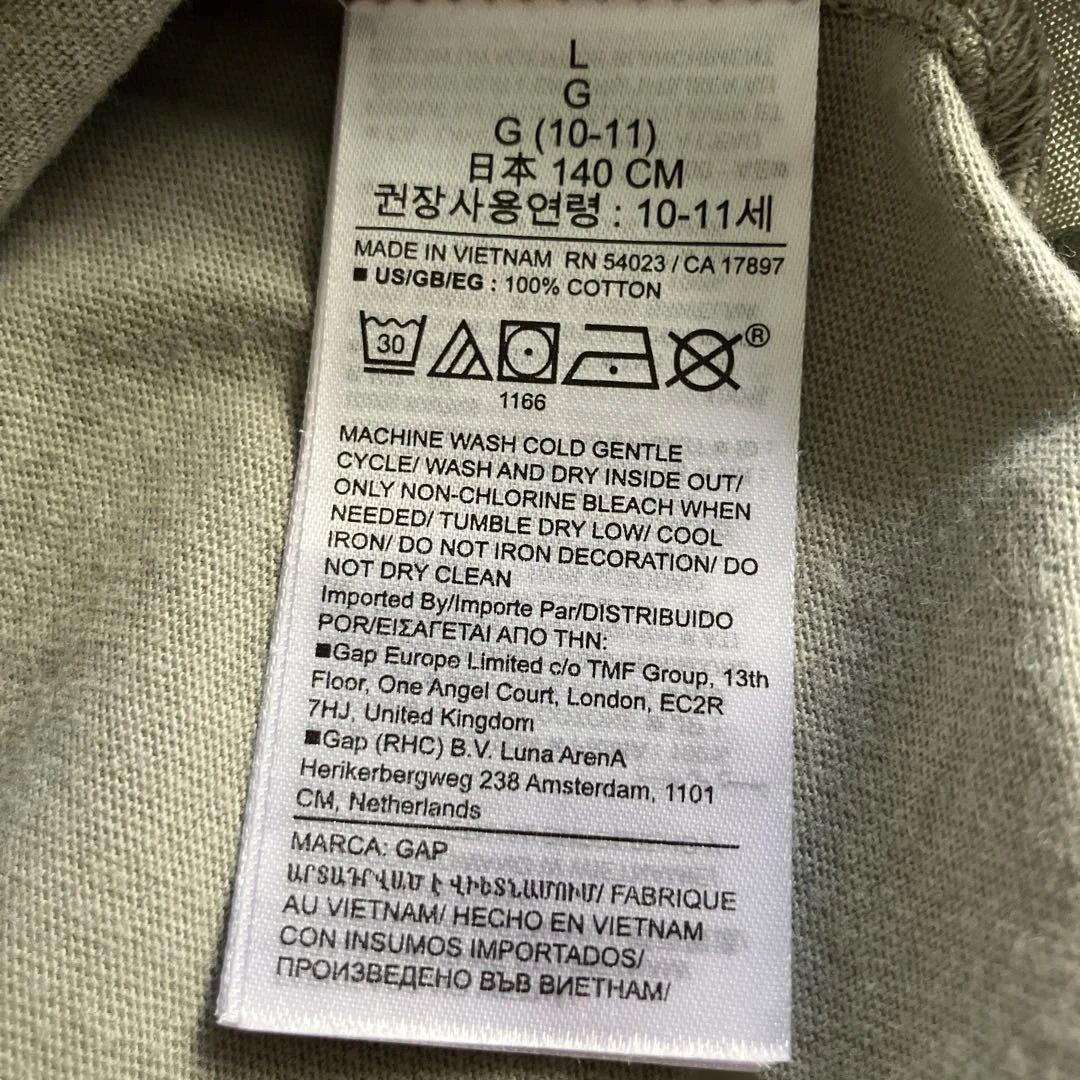 L
G
G (10-11)
日本 140 CM
권장사용연령 : 10-11세
MADE IN VIETNAM RN 54023 / CA 17897
■ US/GB/EG : 100% COTTON
30
®
1166
MACHINE WASH COLD GENTLE
CYCLE/ WASH AND DRY INSIDE OUT/
ONLY NON-CHLORINE BLEACH WHEN
NEEDED/ TUMBLE DRY LOW/ COOL
IRON/ DO NOT IRON DECORATION/ DO
NOT DRY CLEAN
Imported By/Importe Par/DISTRIBUIDO
POR/ΕΙΣΑΓΕΤΑΙ ΑΠΟ ΤΗΝ:
■Gap Europe Limited c/o TMF Group, 13th
Floor, One Angel Court, London, EC2R
7HJ, United Kingdom
■Gap (RHC) B.V. Luna ArenA
Herikerbergweg 238 Amsterdam, 1101
CM, Netherlands
MARCA: GAP
ԱՐՏԱԴՐՎԱԾ Է ՎԻԵՏՆԱՄՈՒՄ/ FABRIQUE
AU VIETNAM/ HECHO EN VIETNAM
CON INSUMOS IMPORTADOS/
ПРОИЗВЕДЕНО ВЪВ ВИЕТНАМ/